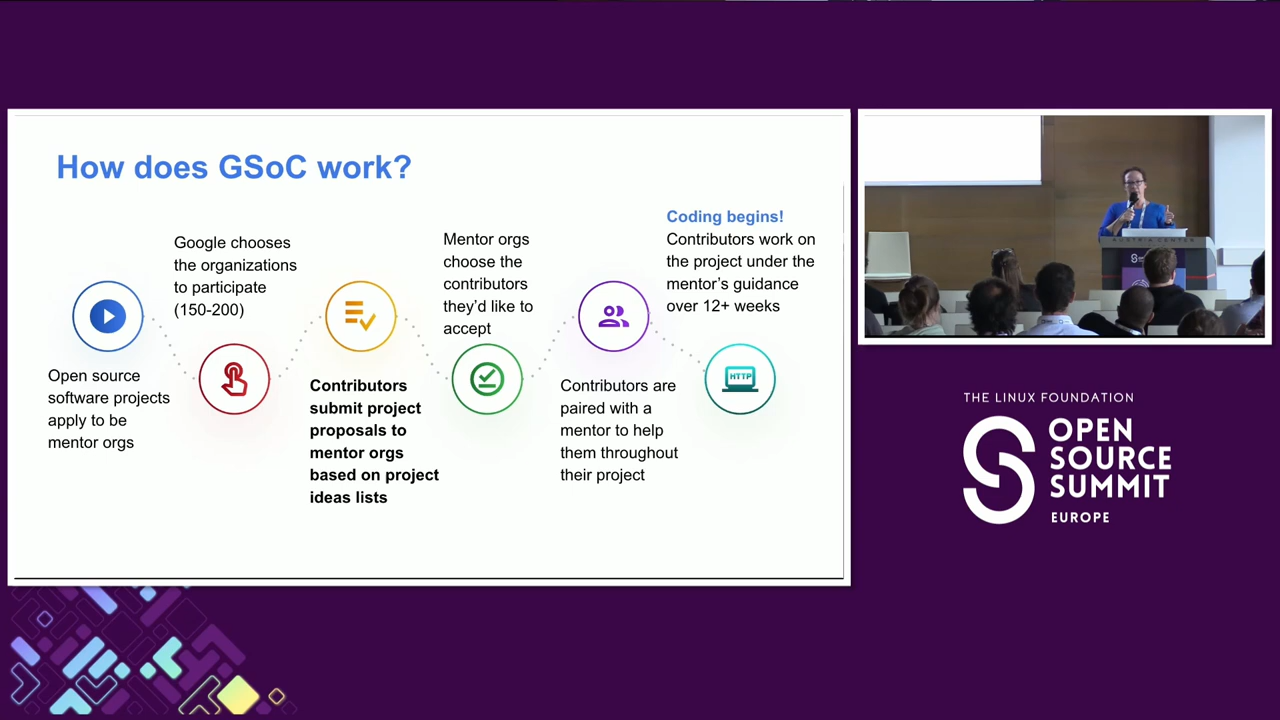 How does GSoC work?
Open source
software projects
apply to be
mentor orgs
Google chooses
the organizations
to participate
(150-200)
Contributors
submit project
proposals to
mentor orgs
based on project
ideas lists
Mentor orgs
choose the
contributors
they'd like to
accept
Contributors are
paired with a
mentor to help
them throughout
their project
Coding begins!
Contributors work on
the project under the
mentor's guidance
over 12+ weeks
HTTP
AUSTRIA CENTER
THE LINUX FOUNDATION
OPEN
SOURCE
SUMMIT
EUROPE